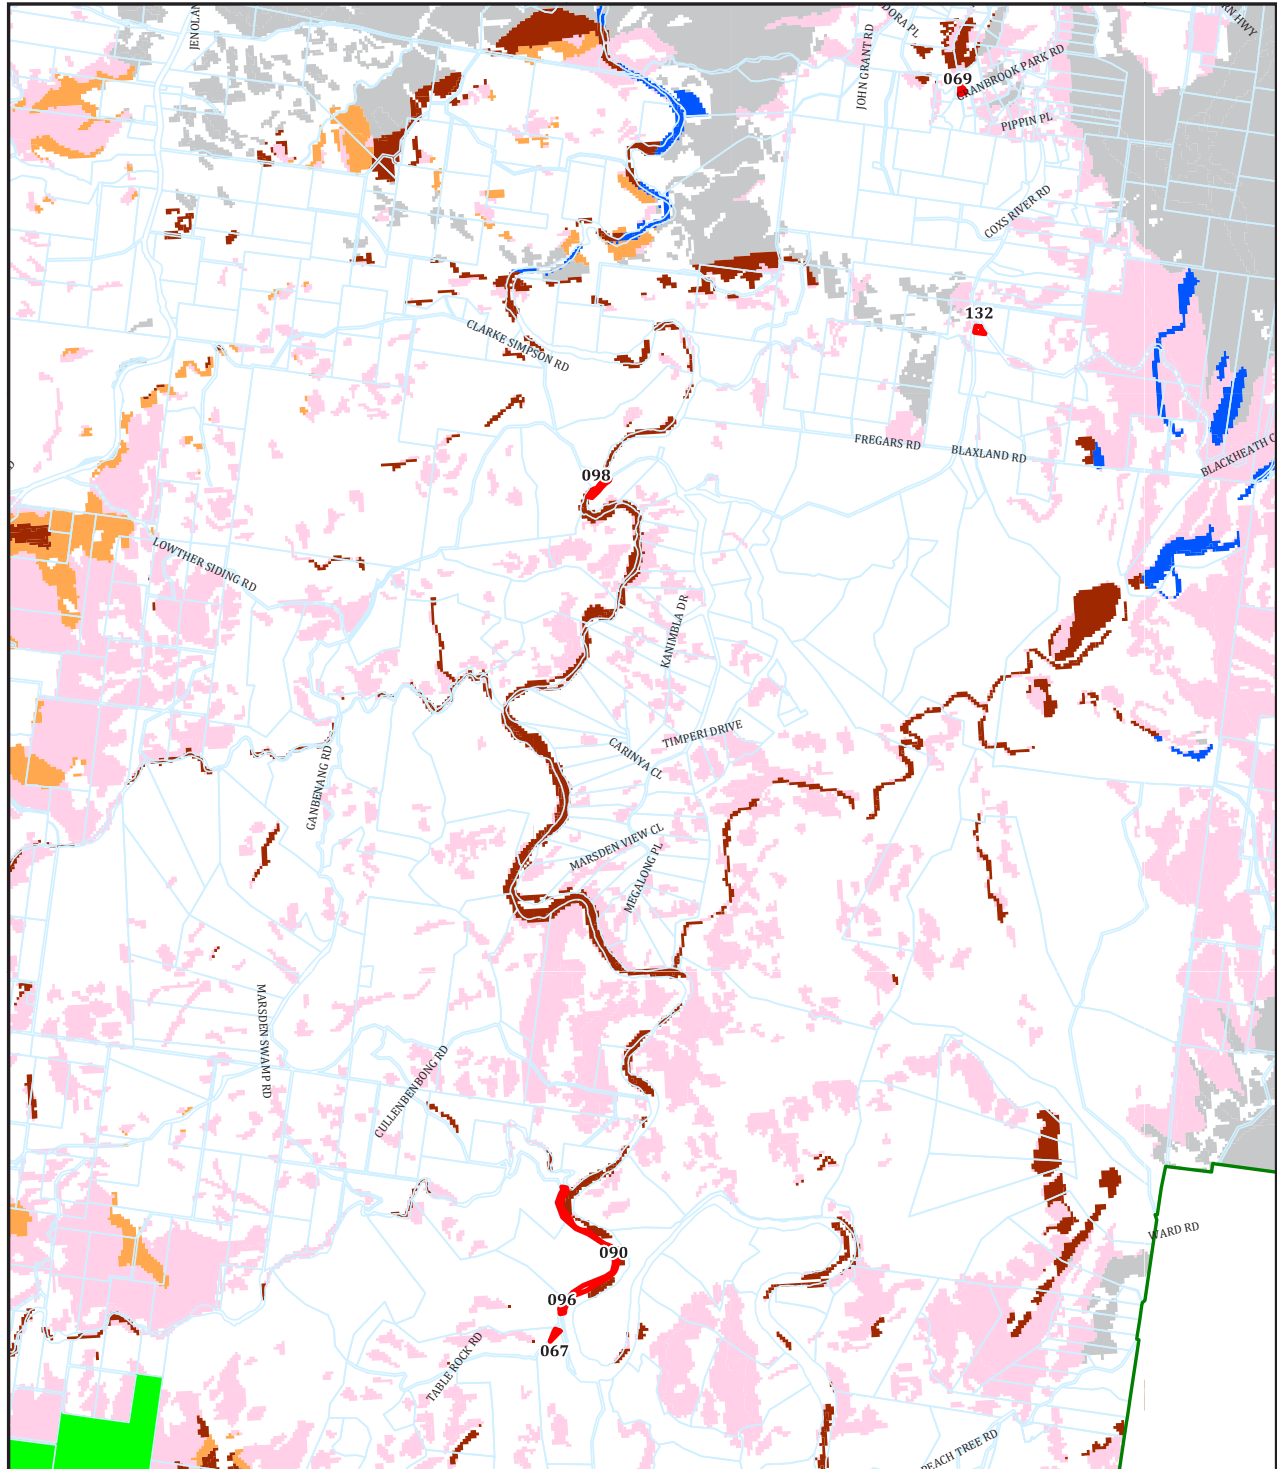 JENOLAN
DORA PL
RN HWY
JOHN GRANT RD
069
CRANBROOK PARK RD
PIPPIN PL
COXS RIVER RD
132
CLARKE SIMPSON RD
FREGARS RD
BLAXLAND RD
BLACKHEATH C
098
LOWTHER SIDING RD
KANIMBLA DR
TIMPERI DRIVE
CARINYA CL
GANBENANG RD
MARSDEN VIEW CL
MEGALONG PL
MARSDEN SWAMP RD
CULLENBENBONG RD
WARD RD
090
096
067
TABLE ROCK RD
PEACH TREE RD